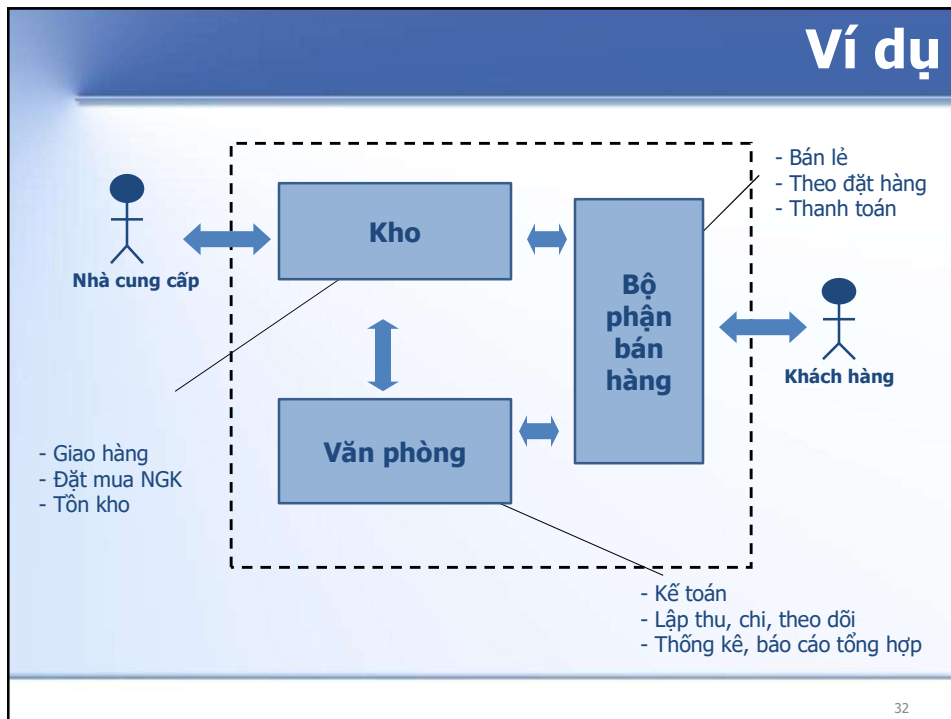 Ví dụ
- Bán lẻ
- Theo đặt hàng
- Thanh toán
Kho
Nhà cung cấp
Bộ
phận
bán
hàng
Khách hàng
Văn phòng
- Giao hàng
- Đặt mua NGK
- Tồn kho
- Kế toán
- Lập thu, chi, theo dõi
- Thống kê, báo cáo tổng hợp
32